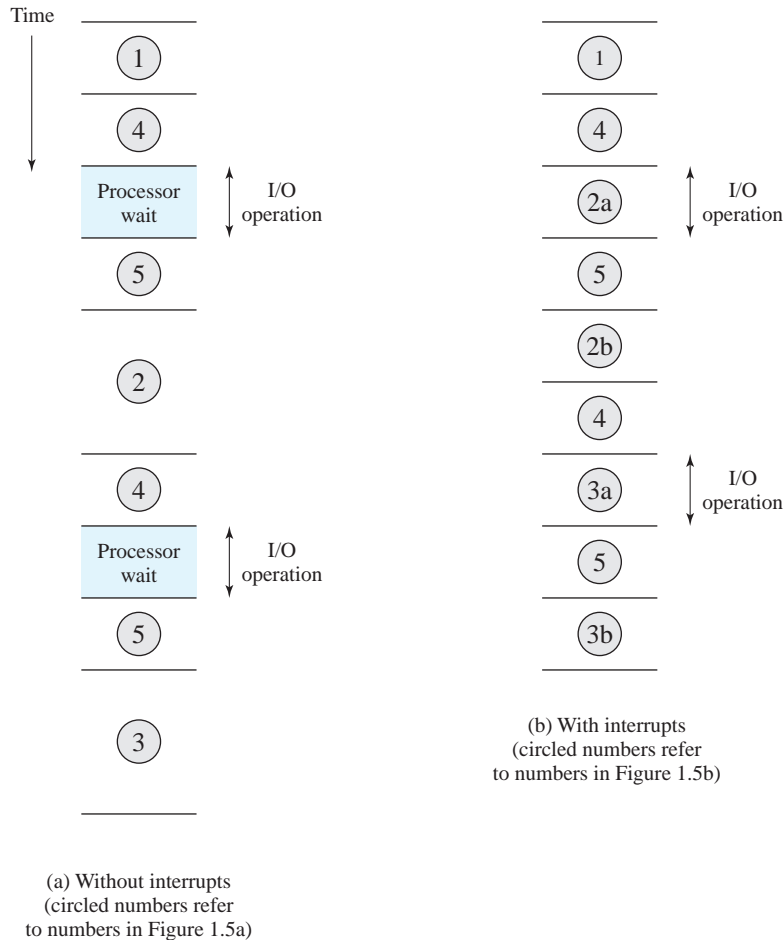 Time
1
4
Processor
wait
I/O
operation
5
2
4
Processor
wait
I/O
operation
5
3
(a) Without interrupts
(circled numbers refer
to numbers in Figure 1.5a)
1
4
2a
I/O
operation
5
2b
4
3a
I/O
operation
5
3b
(b) With interrupts
(circled numbers refer
to numbers in Figure 1.5b)